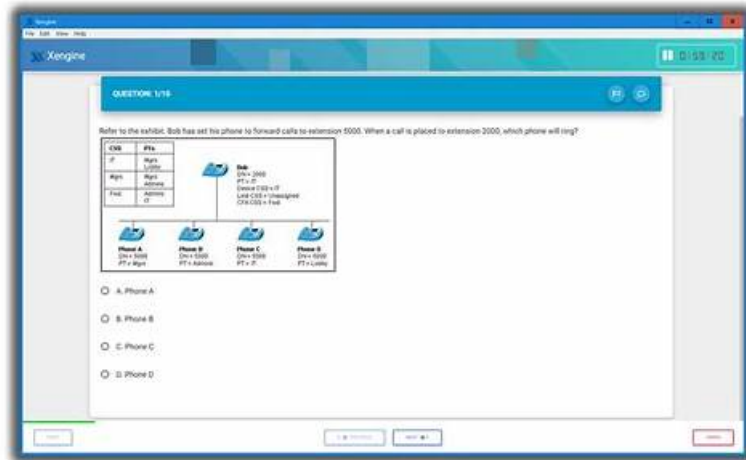 Xengine
File Edit View Help
Xengine
QUESTION: 1/16
Refer to the exhibit. Bob has set his phone to forward calls to extension 5000. When a call is placed to extension 2000, which phone will ring?
CSS PTs
IT Mgrs
Lobby
Mgrs Mgrs
Admins
Fwd Admins
IT
Bob
DN = 2000
PT = IT
Device CSS = IT
Line CSS = Unassigned
CFA CSS = Fwd
Phone A Phone B Phone C Phone D
DN = 5000 DN = 5000 DN = 5000 DN = 5000
PT = Mgrs PT = Admins PT = IT PT = Lobby
A. Phone A
B. Phone B
C. Phone C
D. Phone D